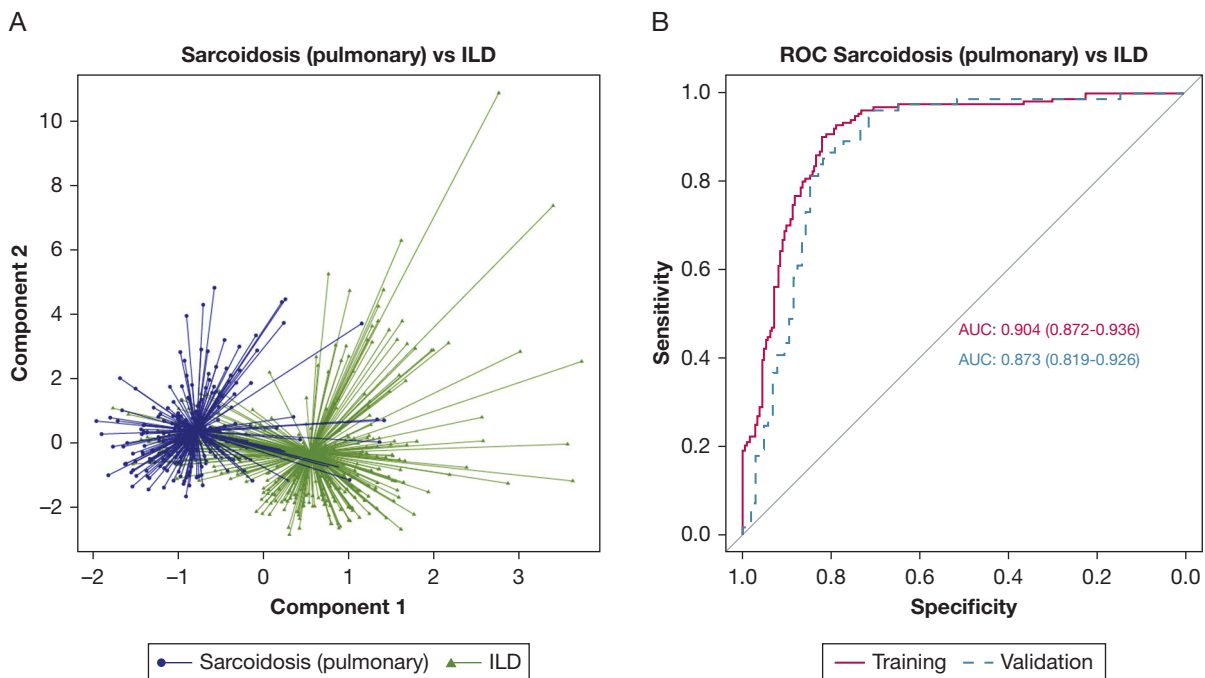 A
Sarcoidosis (pulmonary) vs ILD
Component 2
10
8
6
4
2
0
−2
−2 −1 0 1 2 3
Component 1
Sarcoidosis (pulmonary) ILD
B
ROC Sarcoidosis (pulmonary) vs ILD
Sensitivity
1.0
0.8
0.6
0.4
0.2
0.0
AUC: 0.904 (0.872-0.936)
AUC: 0.873 (0.819-0.926)
1.0 0.8 0.6 0.4 0.2 0.0
Specificity
Training Validation